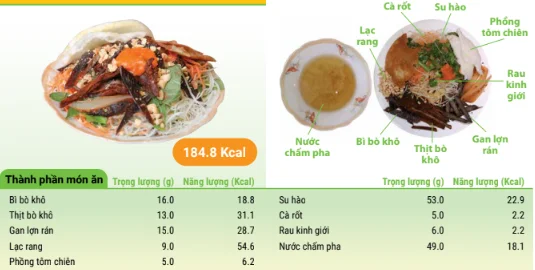 184.8 Kcal
Cà rốt
Su hào
Phồng
tôm chiên
Lạc
rang
Rau
kinh
giới
Nước
chấm pha
Bì bò khô
Thịt bò
khô
Gan lợn
rán
Thành phần món ăn Trọng lượng (g) Năng lượng (Kcal)
Bì bò khô 16.0 18.8
Thịt bò khô 13.0 31.1
Gan lợn rán 15.0 28.7
Lạc rang 9.0 54.6
Phồng tôm chiên 5.0 6.2
Trọng lượng (g) Năng lượng (Kcal)
Su hào 53.0 22.9
Cà rốt 5.0 2.2
Rau kinh giới 6.0 2.2
Nước chấm pha 49.0 18.1